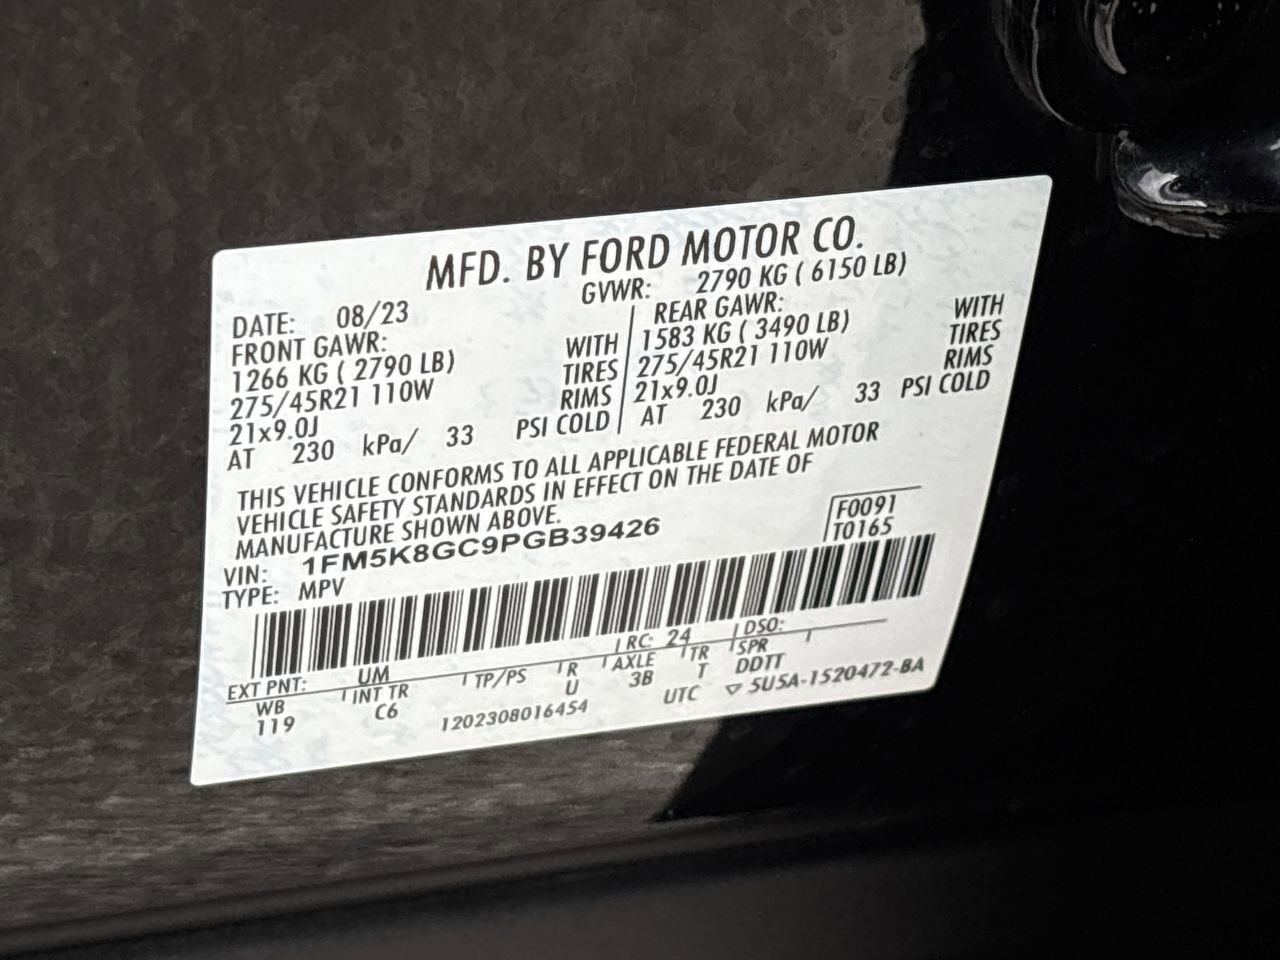 MFD. BY FORD MOTOR CO.
DATE: 08/23 GVWR: 2790 KG ( 6150 LB)
FRONT GAWR: REAR GAWR:
1266 KG ( 2790 LB) WITH 1583 KG ( 3490 LB) WITH
275/45R21 110W TIRES 275/45R21 110W TIRES
21x9.0J RIMS 21x9.0J RIMS
AT 230 kPa/ 33 PSI COLD AT 230 kPa/ 33 PSI COLD
THIS VEHICLE CONFORMS TO ALL APPLICABLE FEDERAL MOTOR
VEHICLE SAFETY STANDARDS IN EFFECT ON THE DATE OF
MANUFACTURE SHOWN ABOVE.
VIN: 1FM5K8GC9PGB39426 F0091
TYPE: MPV T0165
EXT PNT: UM RC: 24 DSO:
WB INT TR TP/PS R AXLE TR SPR
119 C6 U 3B T DDTT
1202308016454 UTC ▽ 5U5A-1520472-BA